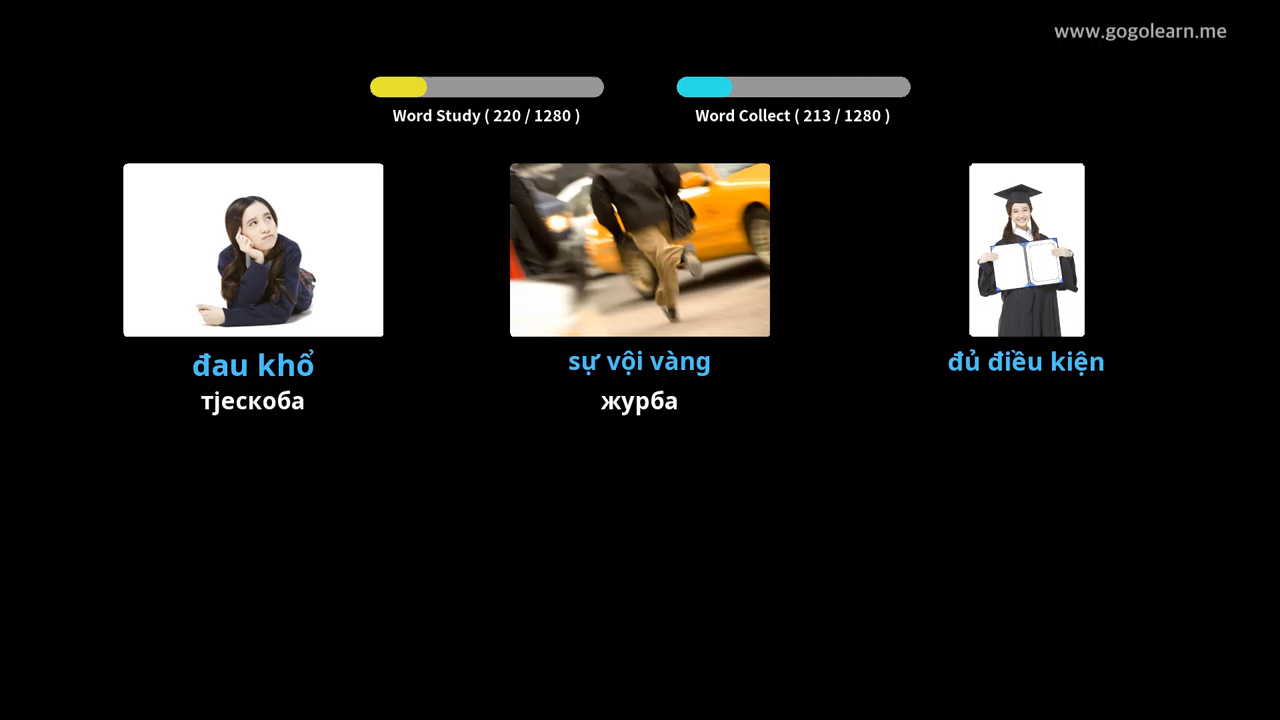 www.gogolearn.me
Word Study ( 220 / 1280 )
Word Collect ( 213 / 1280 )
đau khổ
sự vội vàng
đủ điều kiện
тјескоба
журба